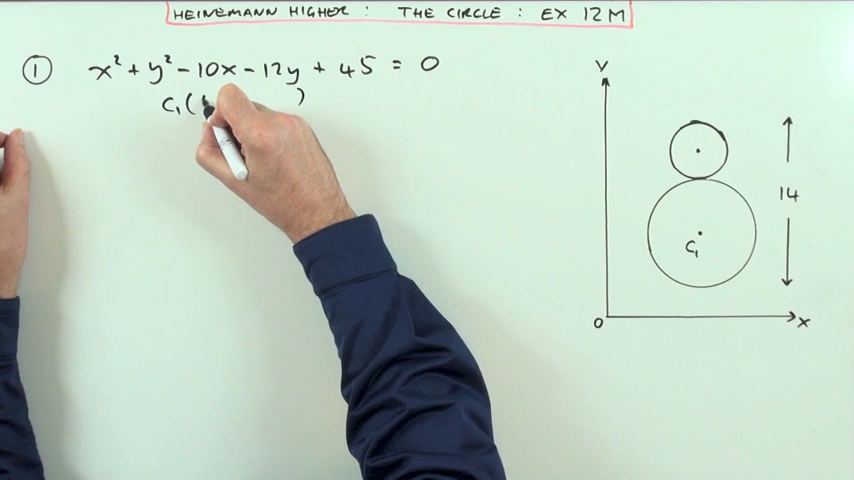 HEINEMANN HIGHER : THE CIRCLE : EX 12M
① x² + y² - 10x - 12y + 45 = 0
C₁( )
Y
14
C₁
O
X